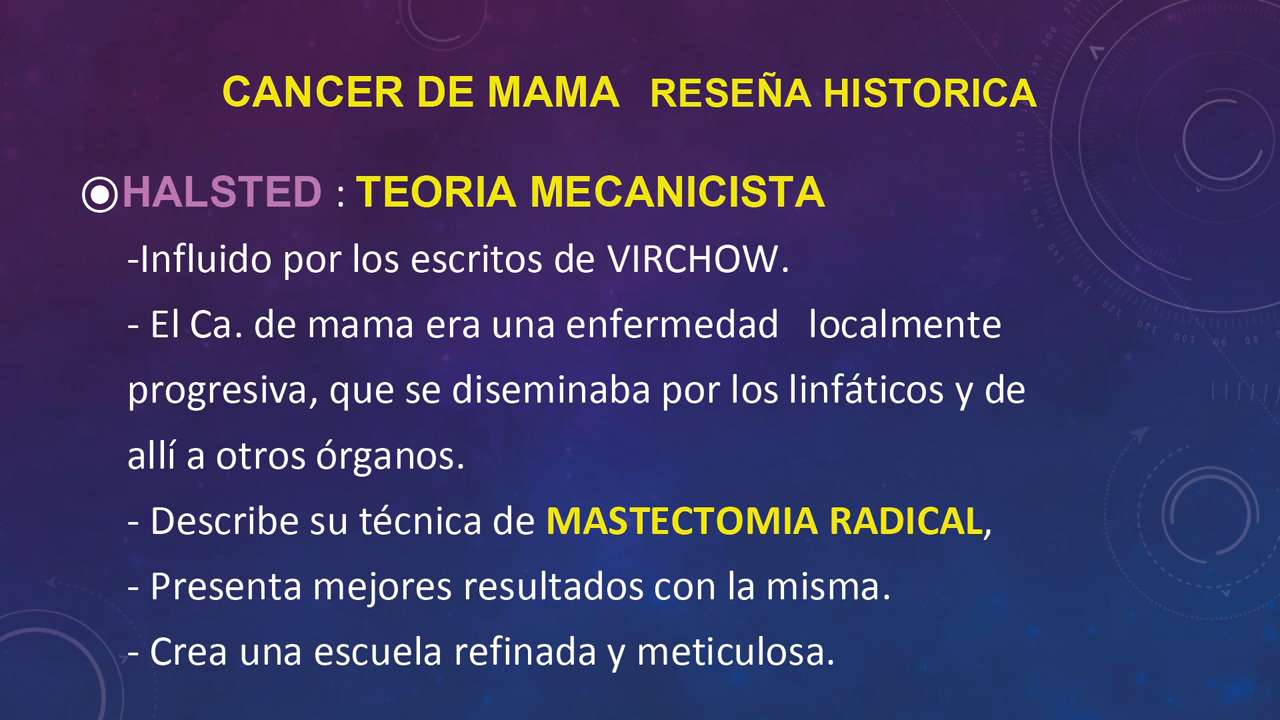 CANCER DE MAMA RESEÑA HISTORICA
HALSTED : TEORIA MECANICISTA
-Influido por los escritos de VIRCHOW.
- El Ca. de mama era una enfermedad localmente
progresiva, que se diseminaba por los linfáticos y de
allí a otros órganos.
- Describe su técnica de MASTECTOMIA RADICAL,
- Presenta mejores resultados con la misma.
- Crea una escuela refinada y meticulosa.